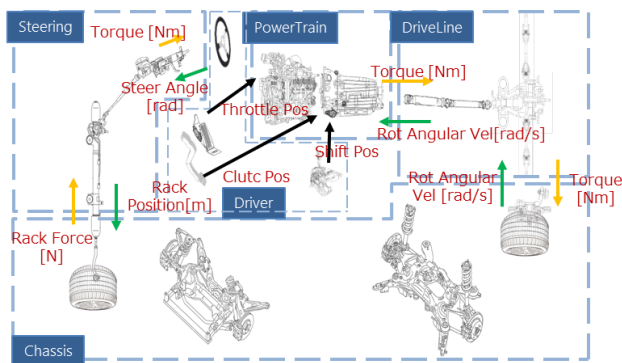 Steering
PowerTrain
DriveLine
Torque [Nm]
Steer Angle
[rad]
Throttle Pos
Torque [Nm]
Rot Angular Vel[rad/s]
Shift Pos
Clutc Pos
Rack
Position[m]
Driver
Rot Angular
Vel [rad/s]
Torque
[Nm]
Rack Force
[N]
Chassis